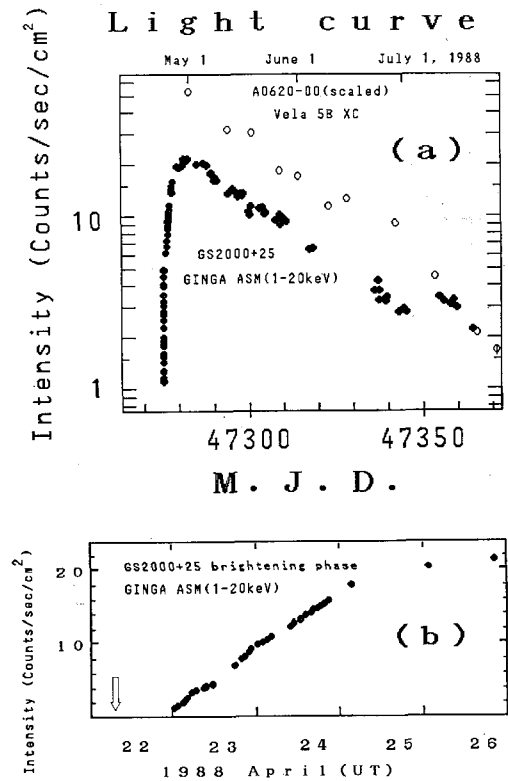 Light curve
May 1 June 1 July 1, 1988
A0620-00(scaled)
Vela 5B XC
(a)
10
GS2000+25
GINGA ASM(1-20keV)
1
Intensity (Counts/sec/cm²)
47300 47350
M. J. D.
GS2000+25 brightening phase
GINGA ASM(1-20keV)
20
10
(b)
Intensity (Counts/sec/cm²)
22 23 24 25 26
1988 April(UT)